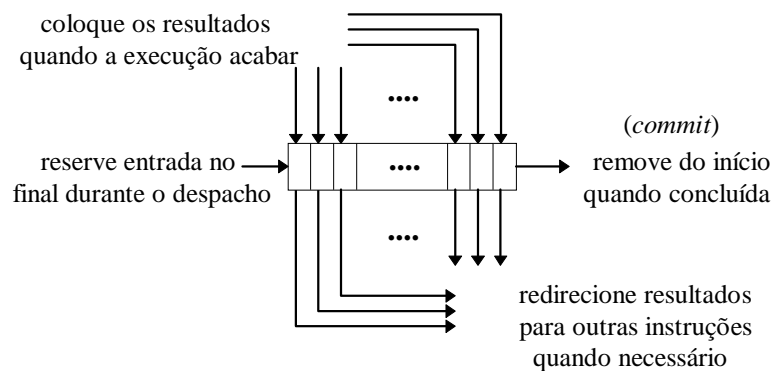 coloque os resultados
quando a execução acabar
••••
(commit)
reserve entrada no
final durante o despacho
••••
remove do início
quando concluída
••••
redirecione resultados
para outras instruções
quando necessário